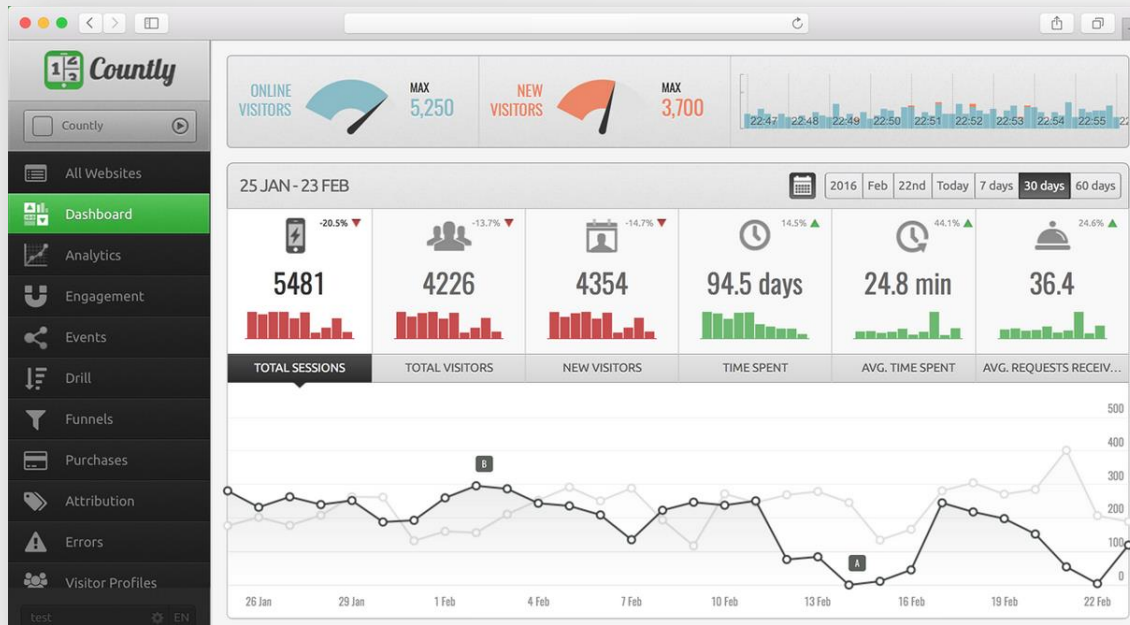 Countly
Countly
All Websites
Dashboard
Analytics
Engagement
Events
Drill
Funnels
Purchases
Attribution
Errors
Visitor Profiles
test EN
ONLINE VISITORS
MAX
5,250
NEW VISITORS
MAX
3,700
22:47 22:48 22:49 22:50 22:51 22:52 22:53 22:54 22:55
25 JAN - 23 FEB
2016 Feb 22nd Today 7 days 30 days 60 days
-20.5% -13.7% -14.7% 14.5% 44.1% 24.6%
5481 4226 4354 94.5 days 24.8 min 36.4
TOTAL SESSIONS TOTAL VISITORS NEW VISITORS TIME SPENT AVG. TIME SPENT AVG. REQUESTS RECEIV...
500
400
300
200
100
0
B
A
26 Jan 29 Jan 1 Feb 4 Feb 7 Feb 10 Feb 13 Feb 16 Feb 19 Feb 22 Feb